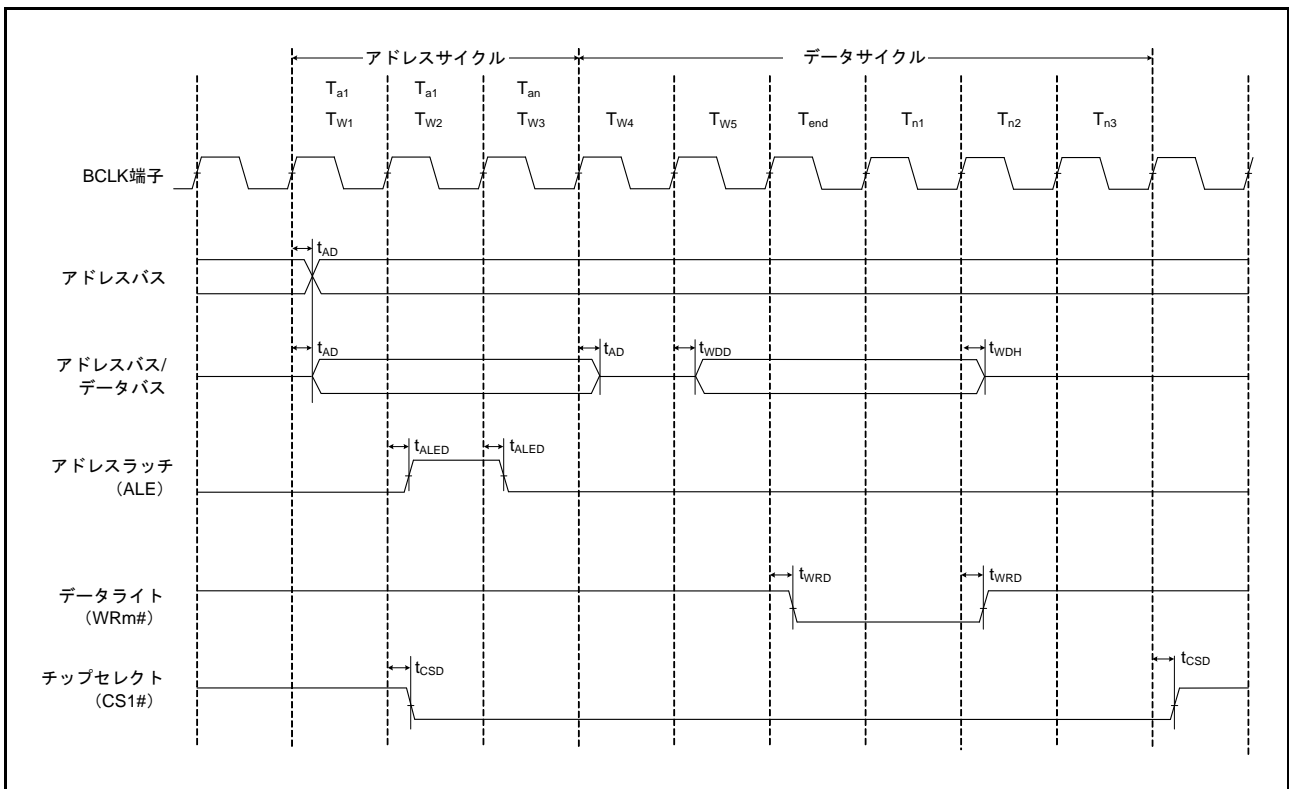 アドレスサイクル データサイクル
Ta1 Ta1 Tan
TW1 TW2 TW3 TW4 TW5 Tend Tn1 Tn2 Tn3
BCLK端子
tAD
アドレスバス
tAD tAD tWDD tWDH
アドレスバス/
データバス
tALED tALED
アドレスラッチ
（ALE）
tWRD tWRD
データライト
（WRm#）
tCSD tCSD
チップセレクト
（CS1#）